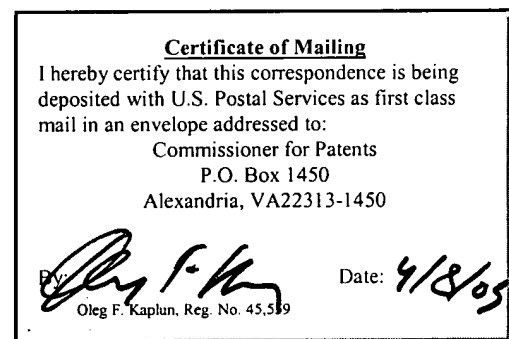 Certificate of Mailing
I hereby certify that this correspondence is being
deposited with U.S. Postal Services as first class
mail in an envelope addressed to:
Commissioner for Patents
P.O. Box 1450
Alexandria, VA22313-1450
By: Date: 4/8/05
Oleg F. Kaplun, Reg. No. 45,559